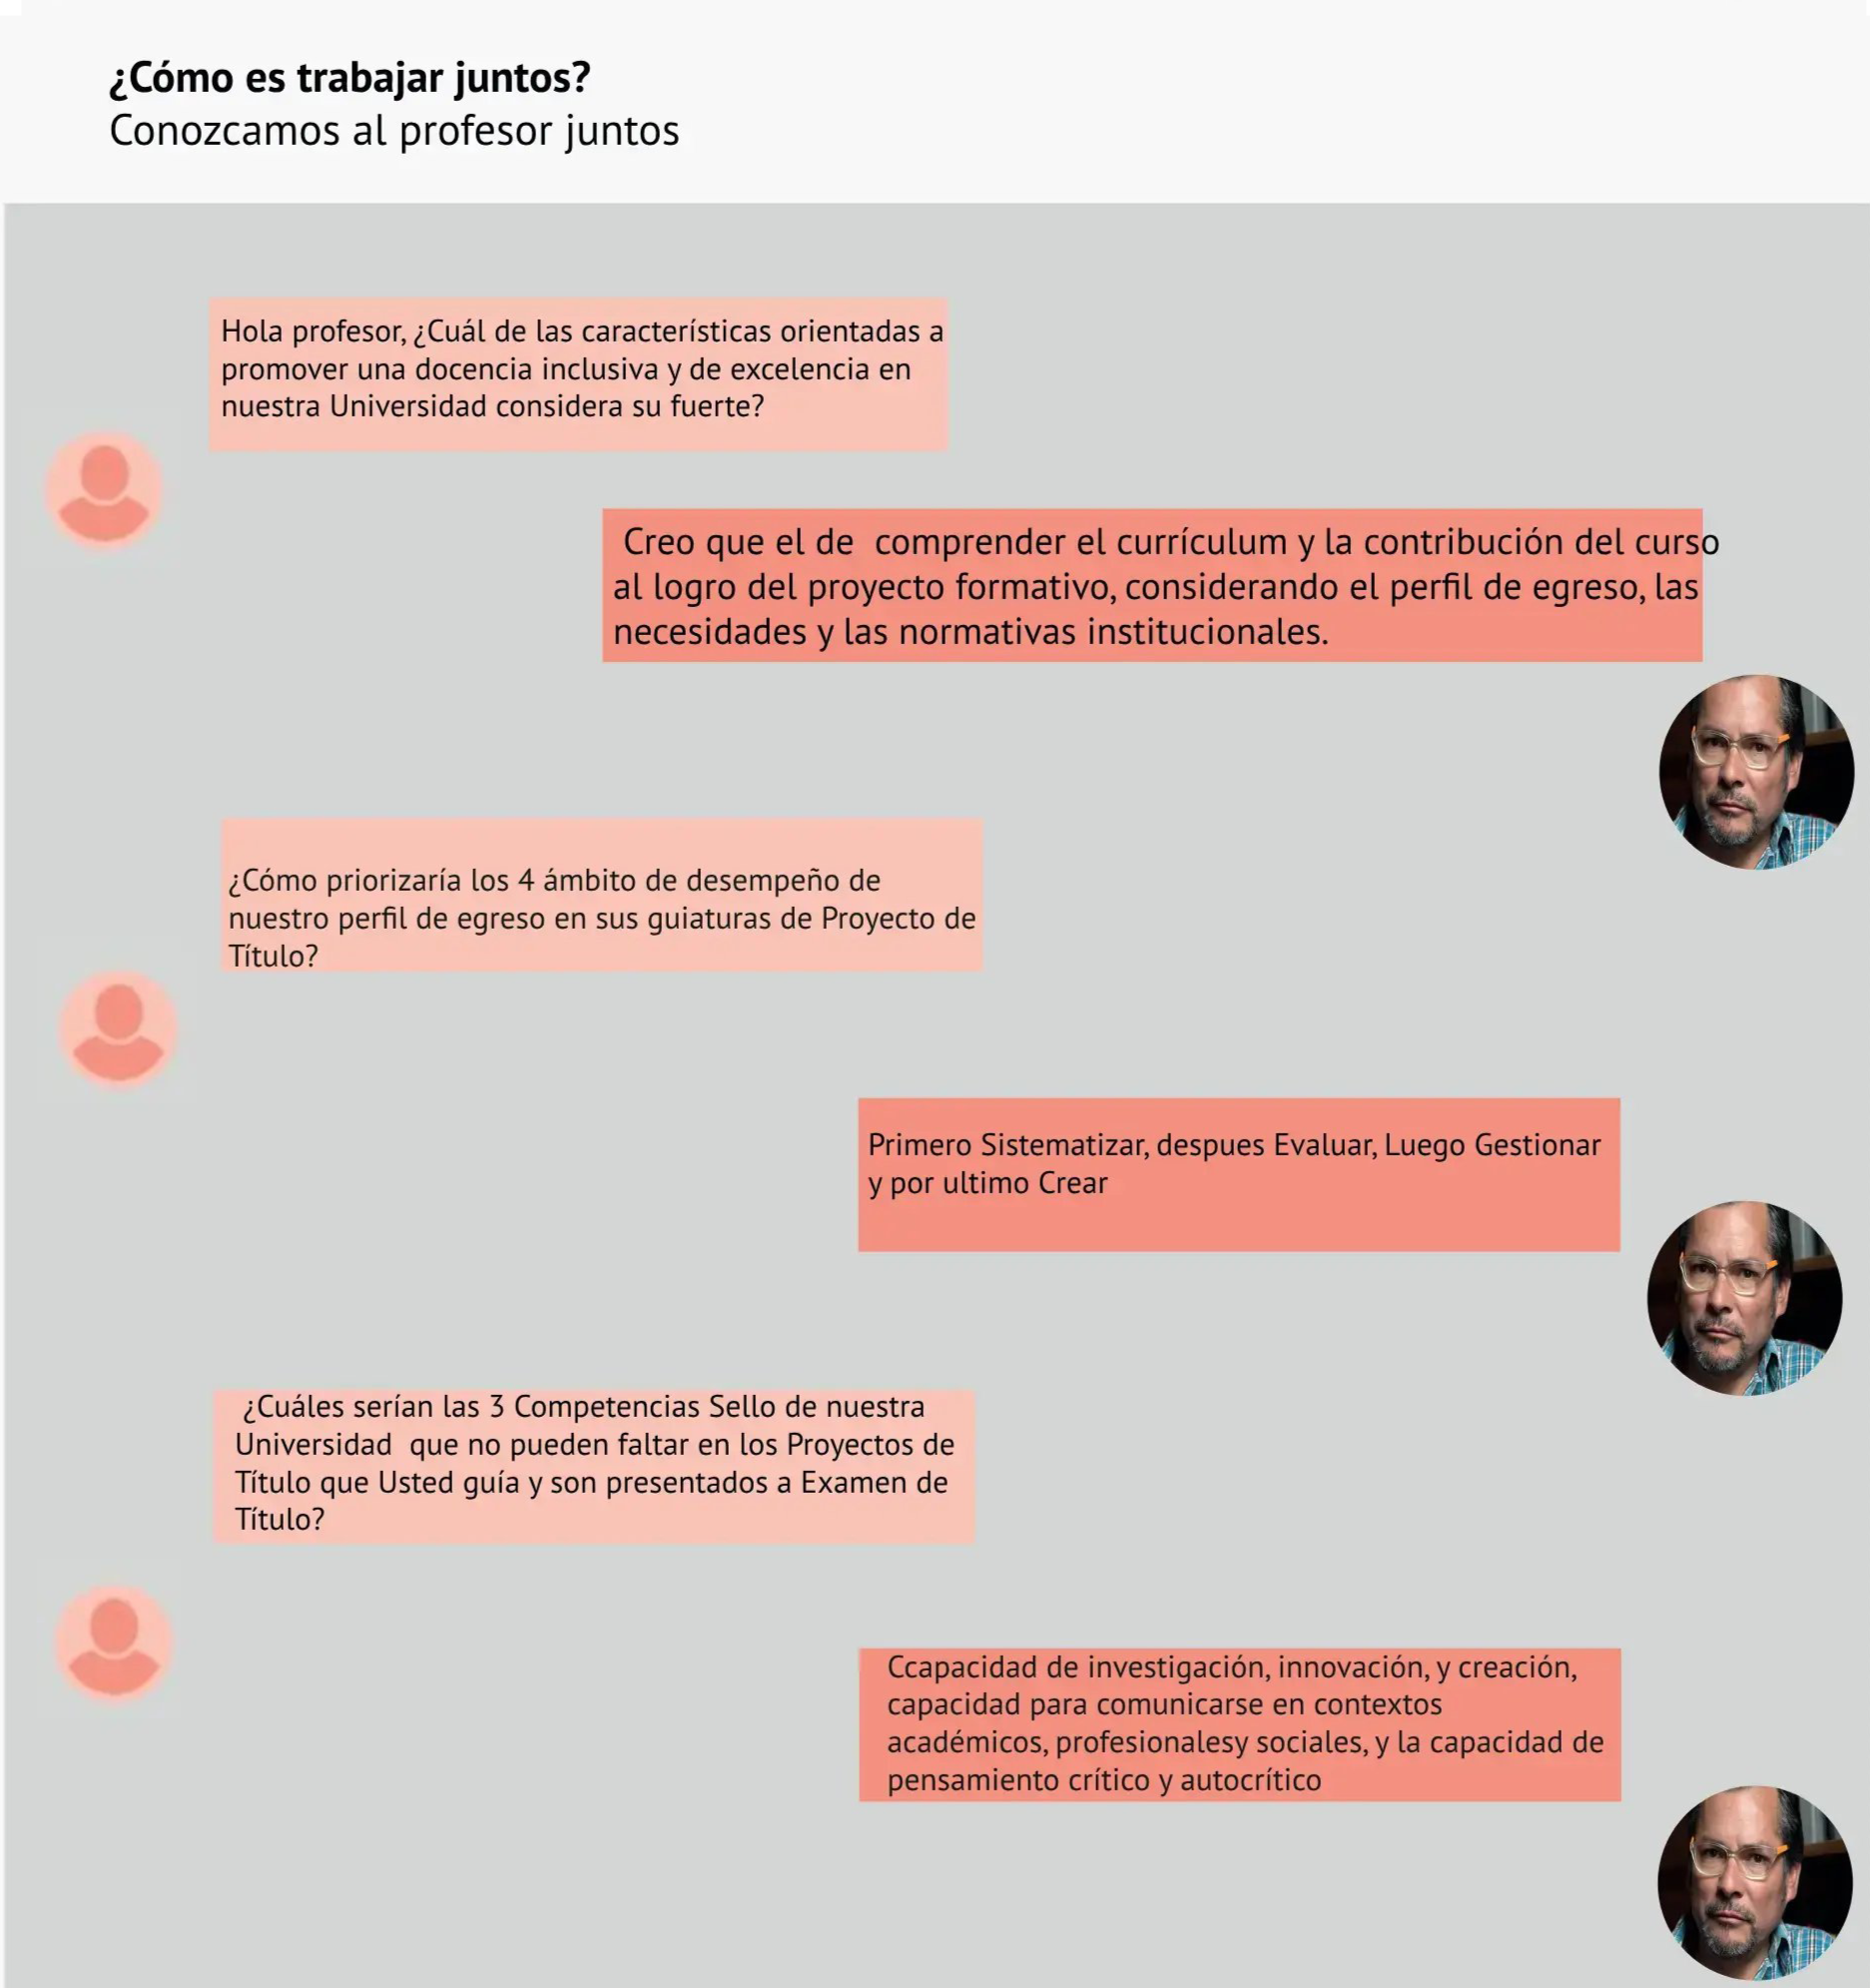 ¿Cómo es trabajar juntos?
Conozcamos al profesor juntos
Hola profesor, ¿Cuál de las características orientadas a
promover una docencia inclusiva y de excelencia en
nuestra Universidad considera su fuerte?
Creo que el de comprender el currículum y la contribución del curso
al logro del proyecto formativo, considerando el perfil de egreso, las
necesidades y las normativas institucionales.
¿Cómo priorizaría los 4 ámbito de desempeño de
nuestro perfil de egreso en sus guiaturas de Proyecto de
Título?
Primero Sistematizar, despues Evaluar, Luego Gestionar
y por ultimo Crear
¿Cuáles serían las 3 Competencias Sello de nuestra
Universidad que no pueden faltar en los Proyectos de
Título que Usted guía y son presentados a Examen de
Título?
Ccapacidad de investigación, innovación, y creación,
capacidad para comunicarse en contextos
académicos, profesionalesy sociales, y la capacidad de
pensamiento crítico y autocrítico